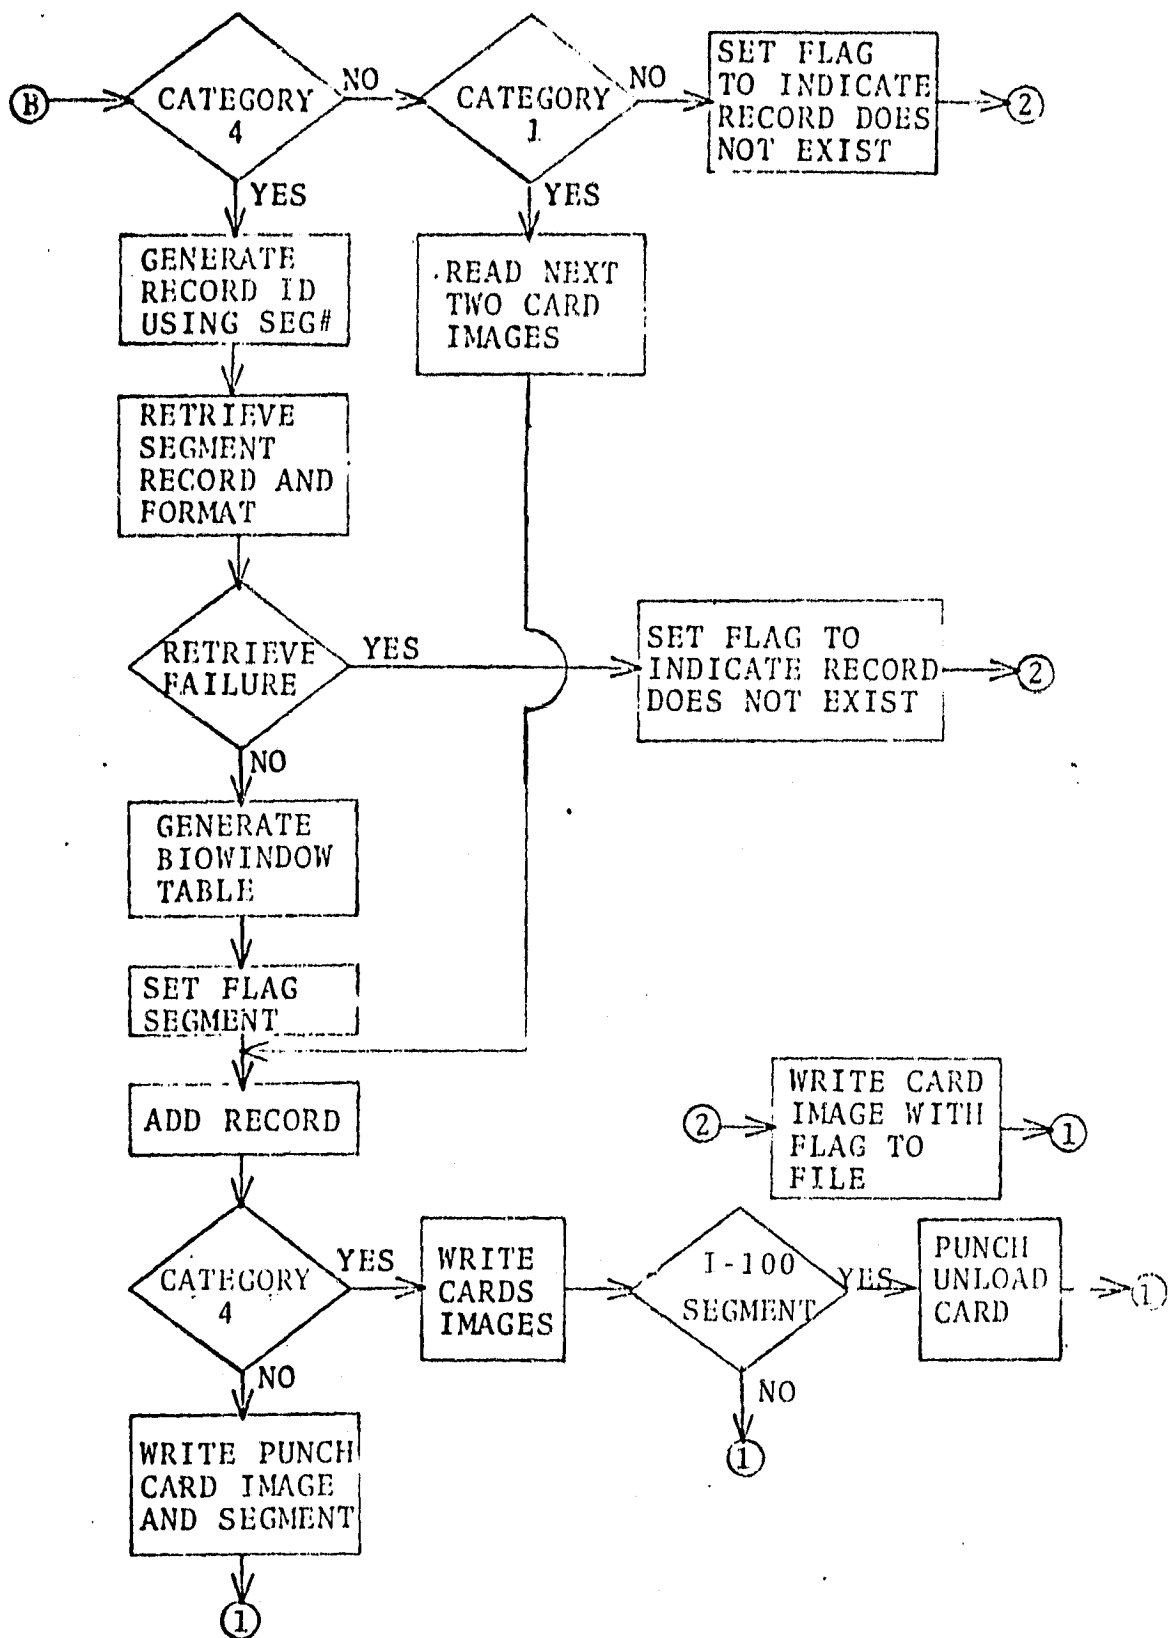 B
CATEGORY
4
NO
CATEGORY
1
NO
SET FLAG
TO INDICATE
RECORD DOES
NOT EXIST
2
YES
YES
GENERATE
RECORD ID
USING SEG#
READ NEXT
TWO CARD
IMAGES
RETRIEVE
SEGMENT
RECORD AND
FORMAT
RETRIEVE
FAILURE
YES
SET FLAG TO
INDICATE RECORD
DOES NOT EXIST
2
NO
GENERATE
BIOWINDOW
TABLE
SET FLAG
SEGMENT
ADD RECORD
2
WRITE CARD
IMAGE WITH
FLAG TO
FILE
1
CATEGORY
4
YES
WRITE
CARDS
IMAGES
I-100
SEGMENT
YES
PUNCH
UNLOAD
CARD
1
NO
NO
1
WRITE PUNCH
CARD IMAGE
AND SEGMENT
1